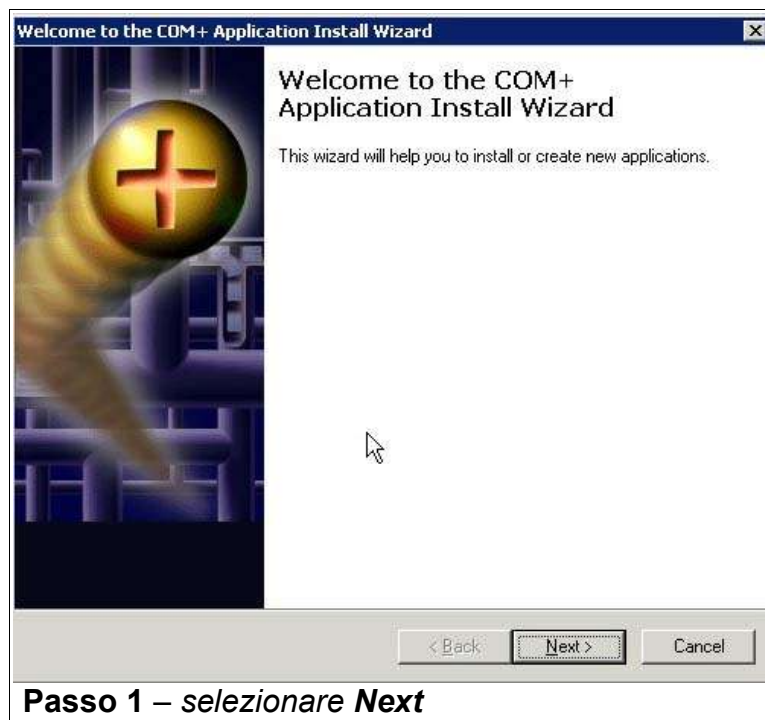 Welcome to the COM+ Application Install Wizard
Welcome to the COM+
Application Install Wizard
This wizard will help you to install or create new applications.
< Back
Next >
Cancel
Passo 1 – selezionare Next